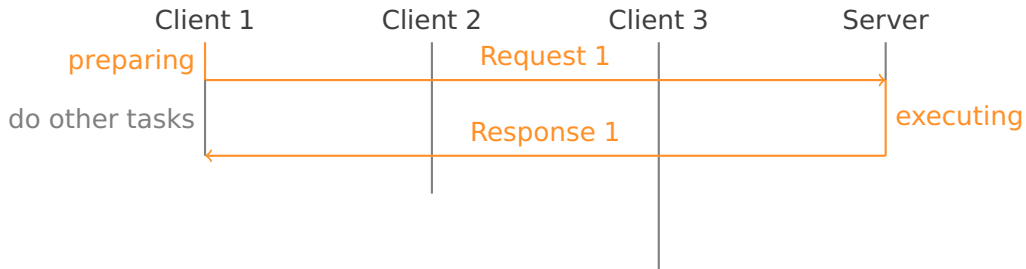 Client 1 Client 2 Client 3 Server
preparing Request 1
do other tasks executing
Response 1